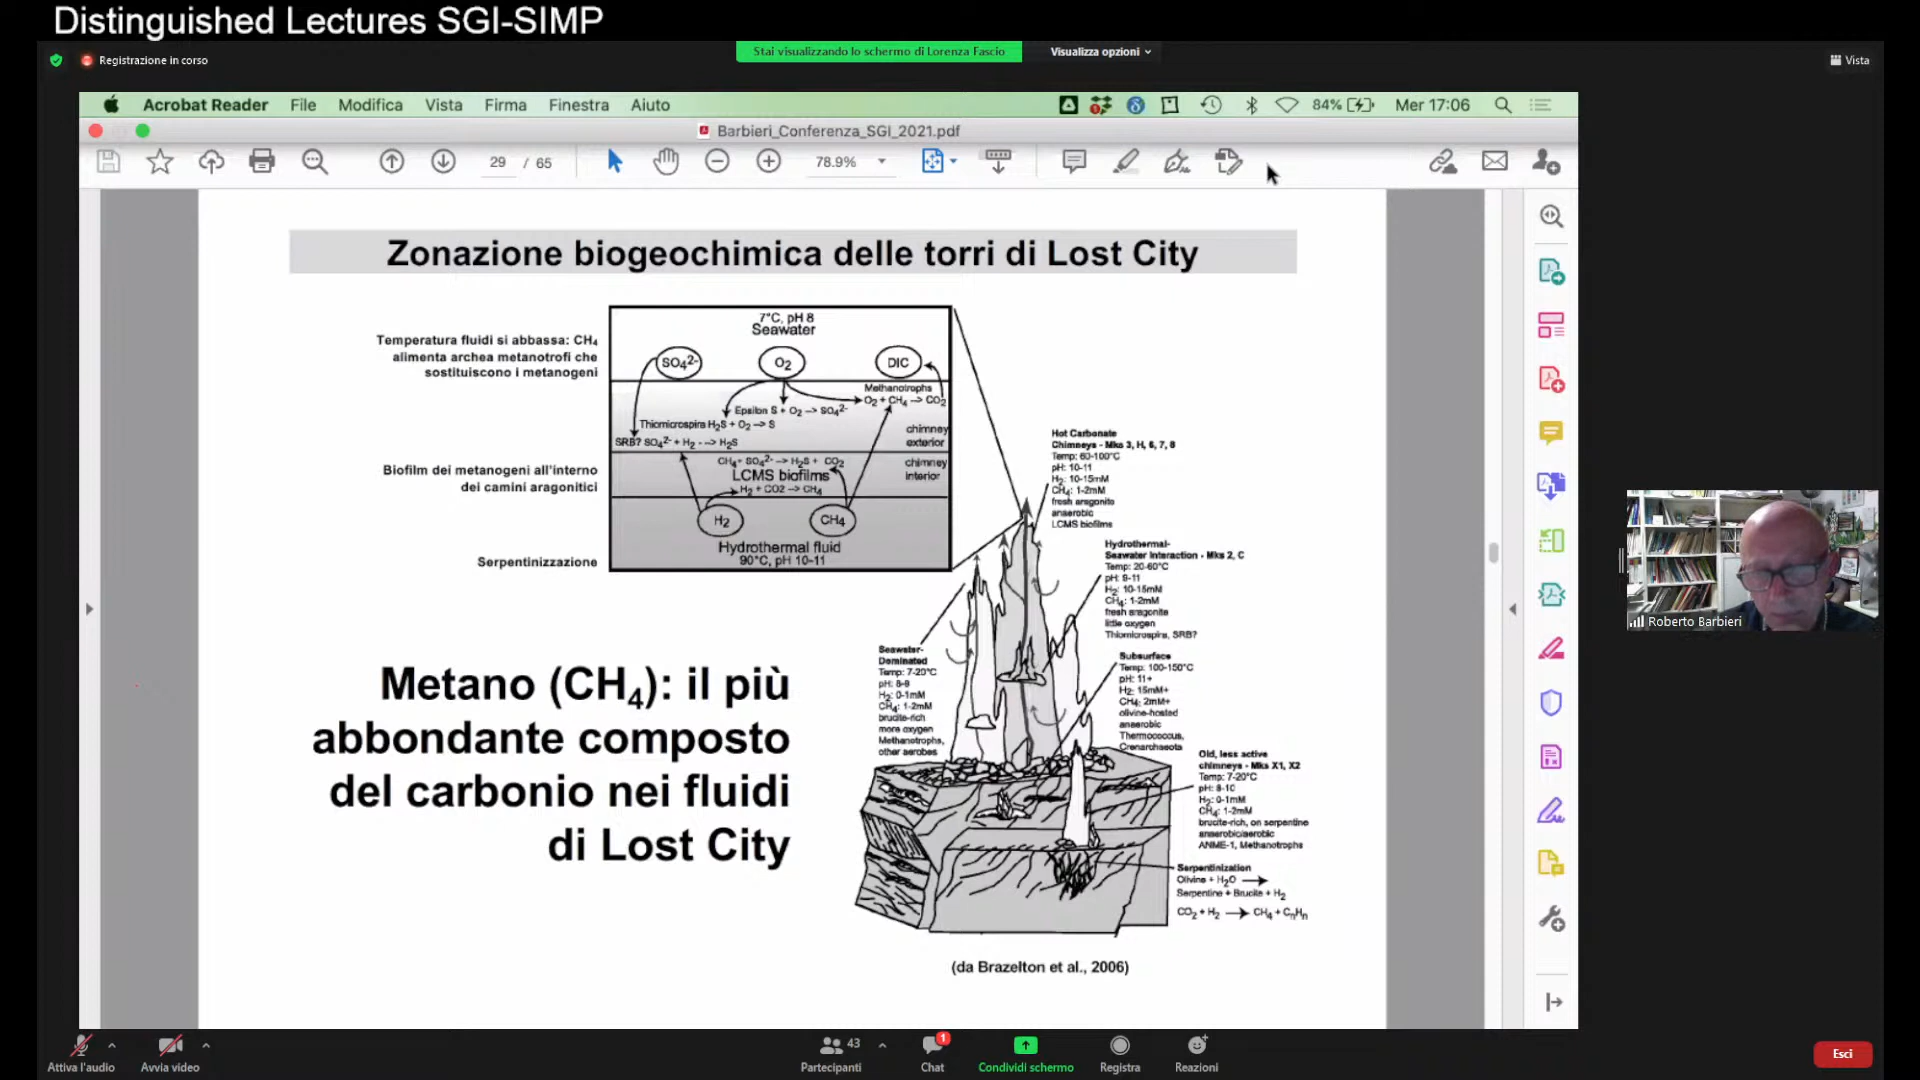 Distinguished Lectures SGI-SIMP
Registrazione in corso
Stai visualizzando lo schermo di Lorenza Fascio
Visualizza opzioni
Vista
Acrobat Reader File Modifica Vista Firma Finestra Aiuto
84% Mer 17:06
Barbieri_Conferenza_SGI_2021.pdf
29 / 65
78.9%
Zonazione biogeochimica delle torri di Lost City
Temperatura fluidi si abbassa: CH₄
alimenta archea metanotrofi che
sostituiscono i metanogeni
Biofilm dei metanogeni all'interno
dei camini aragonitici
Serpentinizzazione
7°C, pH 8
Seawater
SO4²⁻
O2
DIC
Methanotrophs
O2 + CH4 -> CO2
Epsilon S + O2 -> SO4²⁻
Thiomicrospira H2S + O2 -> S
SRB? SO4²⁻ + H2 --> H2S
chimney
exterior
CH4+ SO4²⁻ -> H2S + CO2
LCMS biofilms
H2 + CO2 -> CH4
chimney
interior
H2
CH4
Hydrothermal fluid
90°C, pH 10-11
Hot Carbonate
Chimneys - Mks 3, H, 6, 7, 8
Temp: 60-100°C
pH: 10-11
H2: 10-15mM
CH4: 1-2mM
fresh aragonite
anaerobic
LCMS biofilms
Hydrothermal-
Seawater Interaction - Mks 2, C
Temp: 20-60°C
pH: 9-11
H2: 10-15mM
CH4: 1-2mM
fresh aragonite
little oxygen
Thiomicrospira, SRB?
Seawater-
Dominated
Temp: 7-20°C
pH: 8-9
H2: 0-1mM
CH4: 1-2mM
brucite-rich
more oxygen
Methanotrophs,
other aerobes
Subsurface
Temp: 100-150°C
pH: 11+
H2: 15mM+
CH4: 2mM+
olivine-hosted
anaerobic
Thermococcus,
Crenarchaeota
Old, less active
chimneys - Mks X1, X2
Temp: 7-20°C
pH: 8-10
H2: 0-1mM
CH4: 1-2mM
brucite-rich, on serpentine
anaerobic/aerobic
ANME-1, Methanotrophs
Serpentinization
Olivine + H2O →
Serpentine + Brucite + H2
CO2 + H2 → CH4 + CnHn
Metano (CH₄): il più
abbondante composto
del carbonio nei fluidi
di Lost City
(da Brazelton et al., 2006)
Roberto Barbieri
Attiva l'audio
Avvia video
43
Partecipanti
1
Chat
Condividi schermo
Registra
Reazioni
Esci